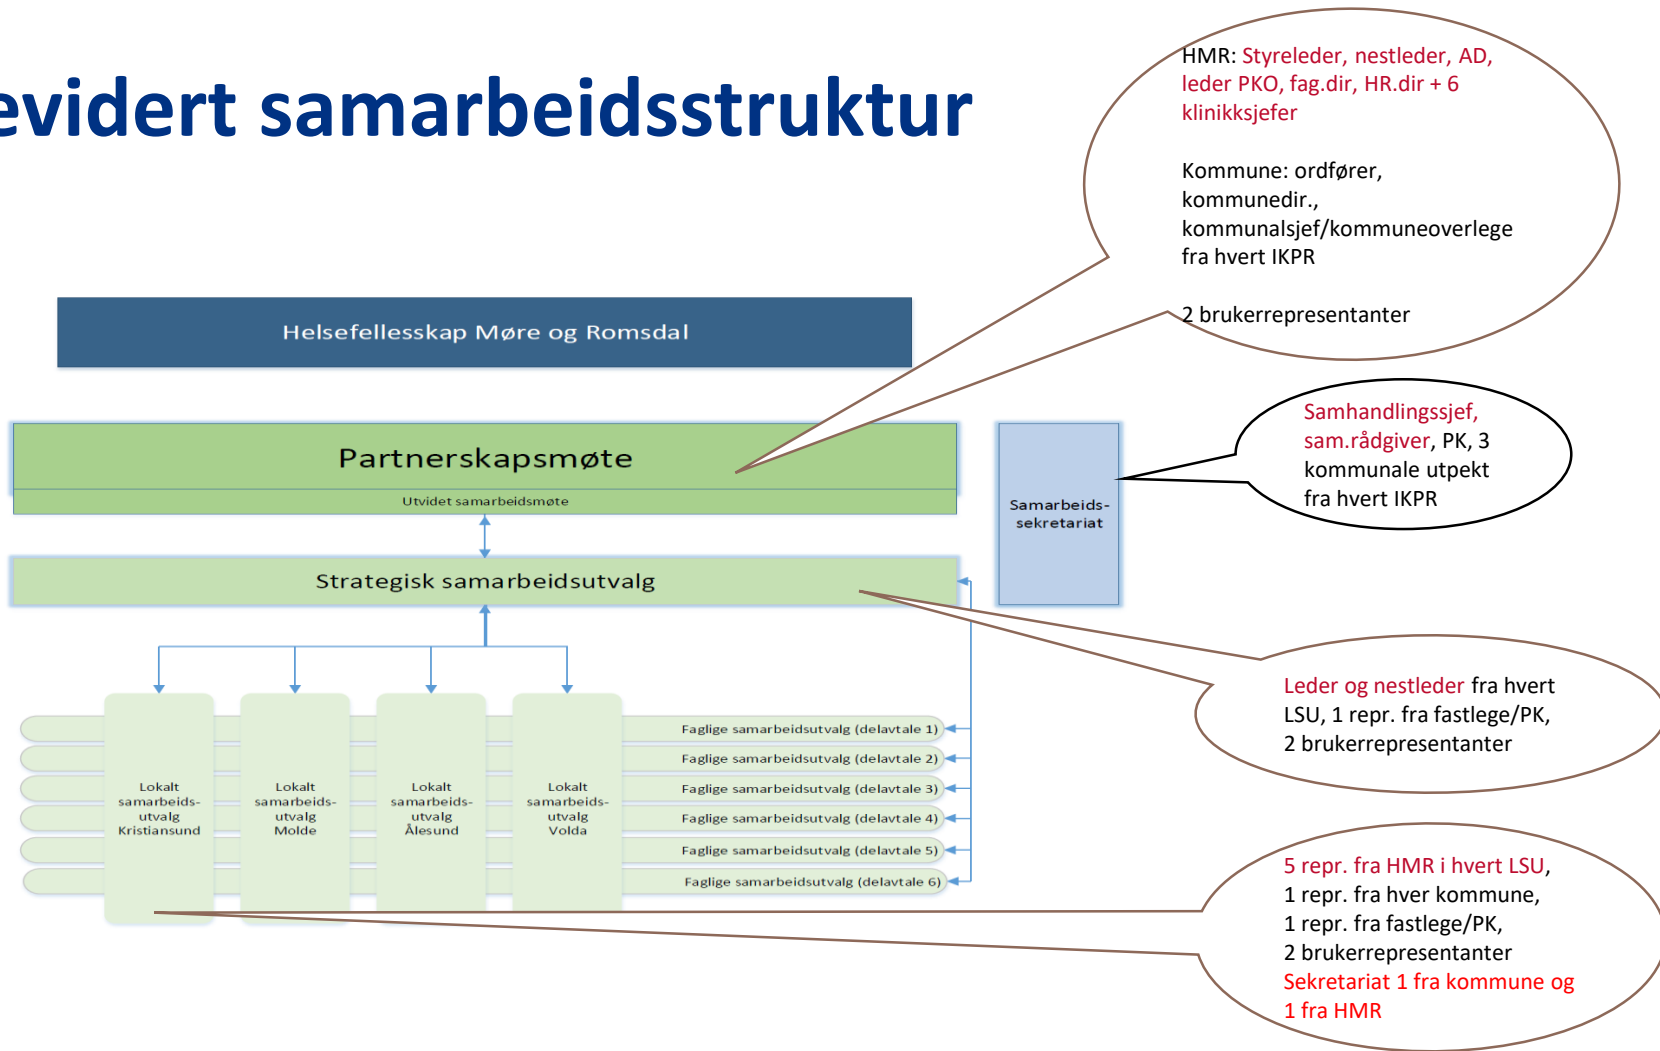 evidert samarbeidsstruktur
HMR: Styreleder, nestleder, AD,
leder PKO, fag.dir, HR.dir + 6
klinikksjefer
Kommune: ordfører,
kommunedir.,
kommunalsjef/kommuneoverlege
fra hvert IKPR
2 brukerrepresentanter
Helsefellesskap Møre og Romsdal
Partnerskapsmøte
Utvidet samarbeidsmøte
Samarbeids-
sekretariat
Samhandlingssjef,
sam.rådgiver, PK, 3
kommunale utpekt
fra hvert IKPR
Strategisk samarbeidsutvalg
Leder og nestleder fra hvert
LSU, 1 repr. fra fastlege/PK,
2 brukerrepresentanter
Lokalt
samarbeids-
utvalg
Kristiansund
Lokalt
samarbeids-
utvalg
Molde
Lokalt
samarbeids-
utvalg
Ålesund
Lokalt
samarbeids-
utvalg
Volda
Faglige samarbeidsutvalg (delavtale 1)
Faglige samarbeidsutvalg (delavtale 2)
Faglige samarbeidsutvalg (delavtale 3)
Faglige samarbeidsutvalg (delavtale 4)
Faglige samarbeidsutvalg (delavtale 5)
Faglige samarbeidsutvalg (delavtale 6)
5 repr. fra HMR i hvert LSU,
1 repr. fra hver kommune,
1 repr. fra fastlege/PK,
2 brukerrepresentanter
Sekretariat 1 fra kommune og
1 fra HMR